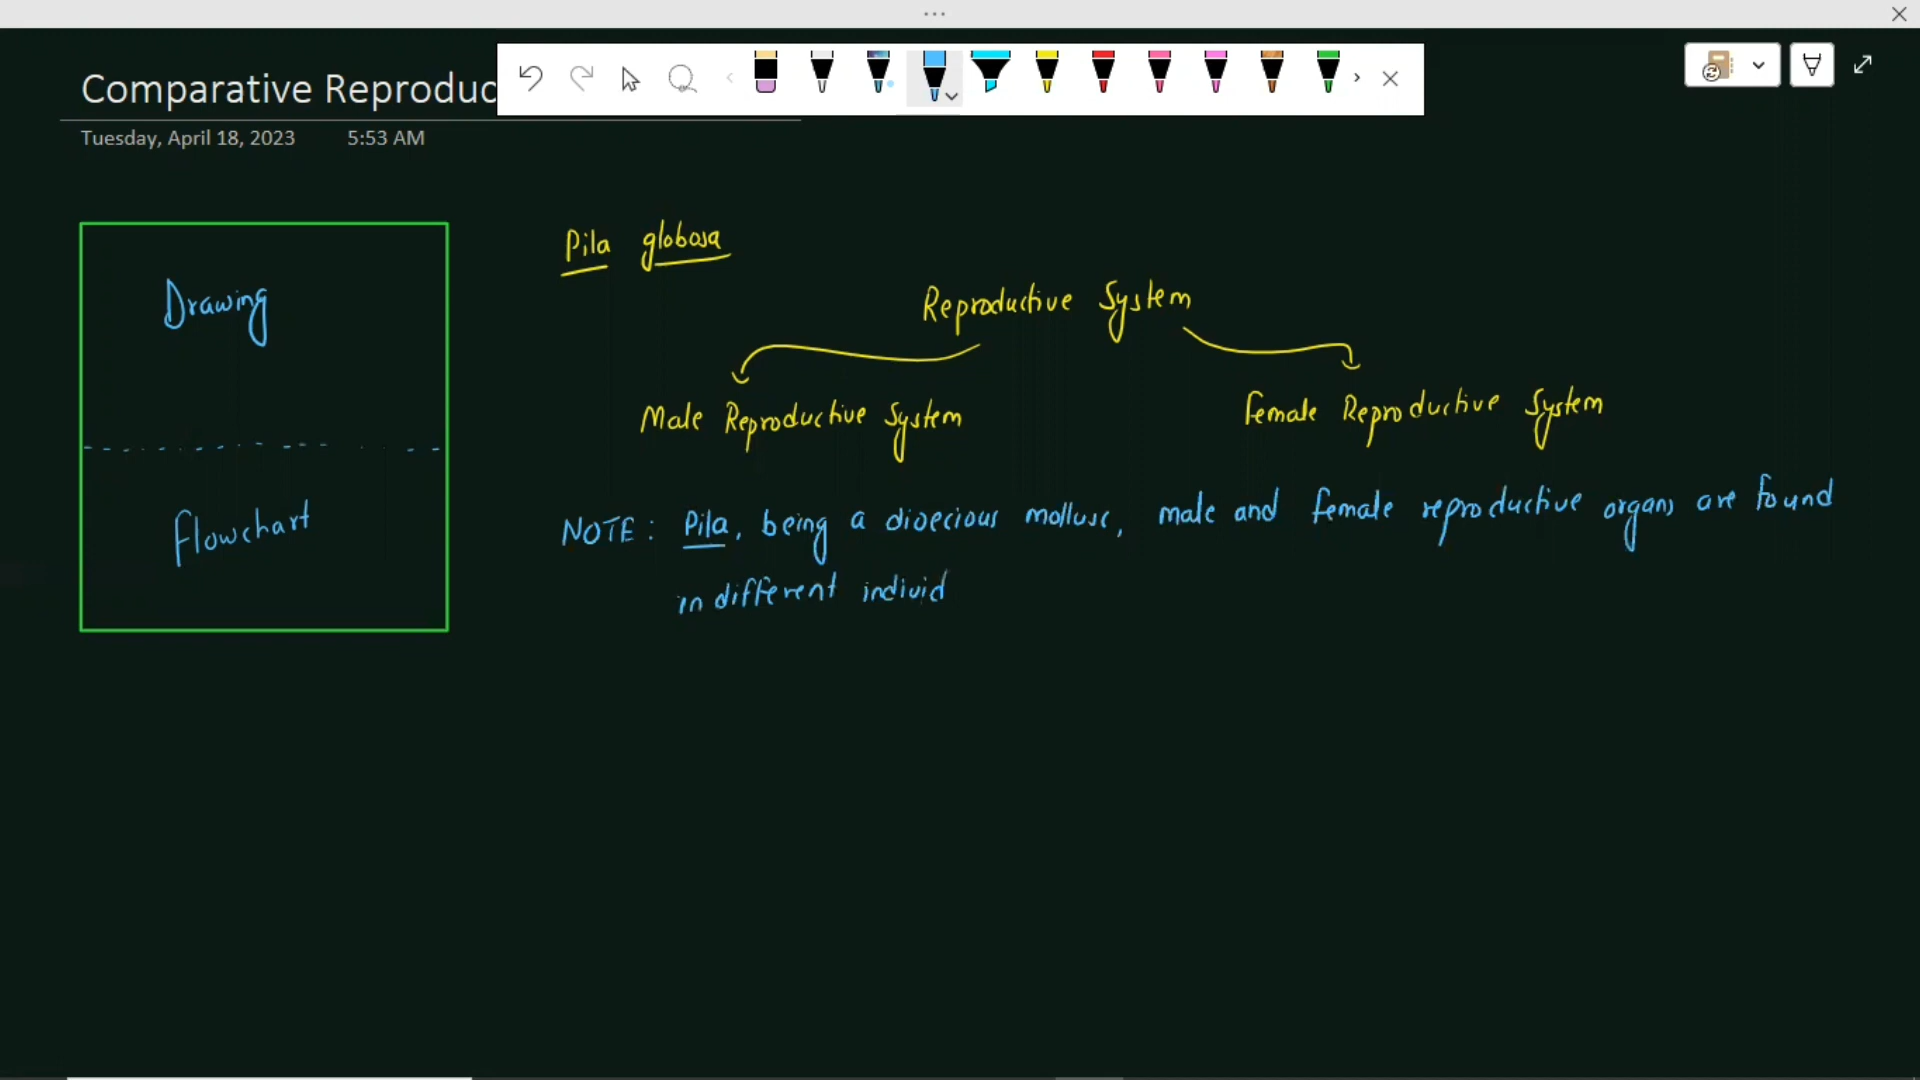 Comparative Reproduc
Tuesday, April 18, 2023 5:53 AM
Drawing
Flowchart
Pila globosa
Reproductive System
Male Reproductive System
Female Reproductive System
NOTE: Pila, being a dioecious mollusc, male and female reproductive organs are found
in different individ